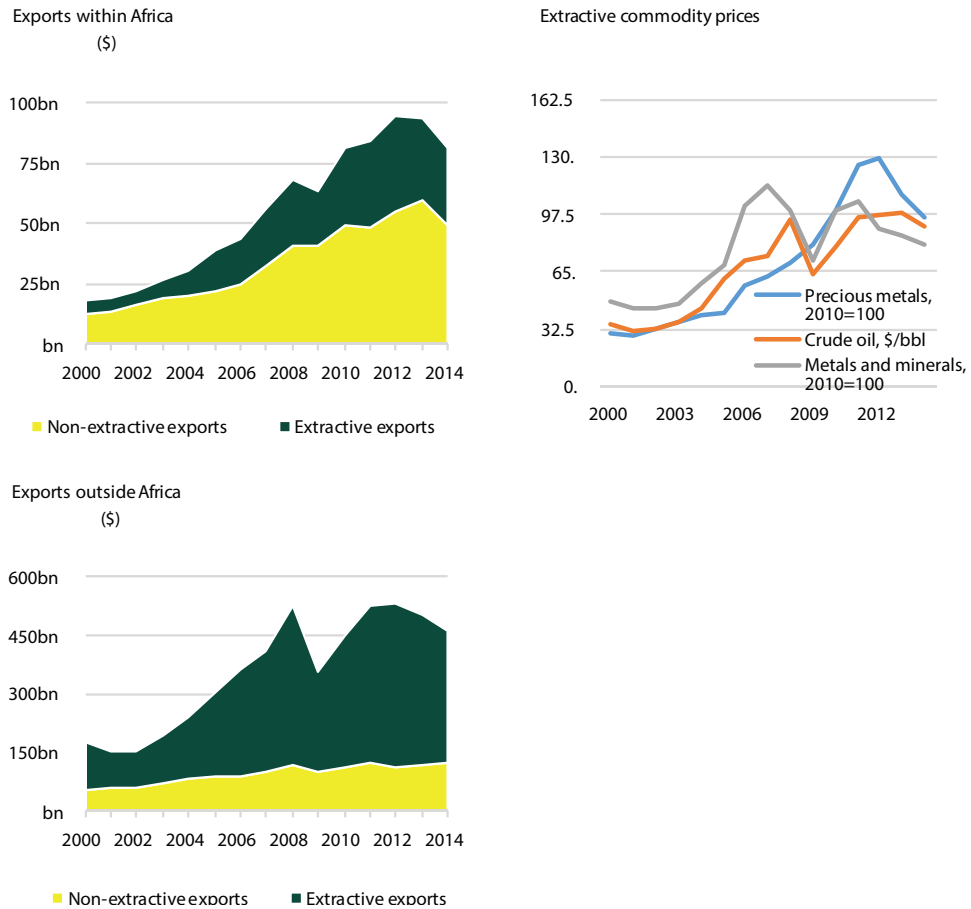 Exports within Africa
($)
100bn
75bn
50bn
25bn
bn
2000 2002 2004 2006 2008 2010 2012 2014
Non-extractive exports Extractive exports
Extractive commodity prices
162.5
130.
97.5
65.
32.5
0.
Precious metals,
2010=100
Crude oil, $/bbl
Metals and minerals,
2010=100
2000 2003 2006 2009 2012
Exports outside Africa
($)
600bn
450bn
300bn
150bn
bn
2000 2002 2004 2006 2008 2010 2012 2014
Non-extractive exports Extractive exports